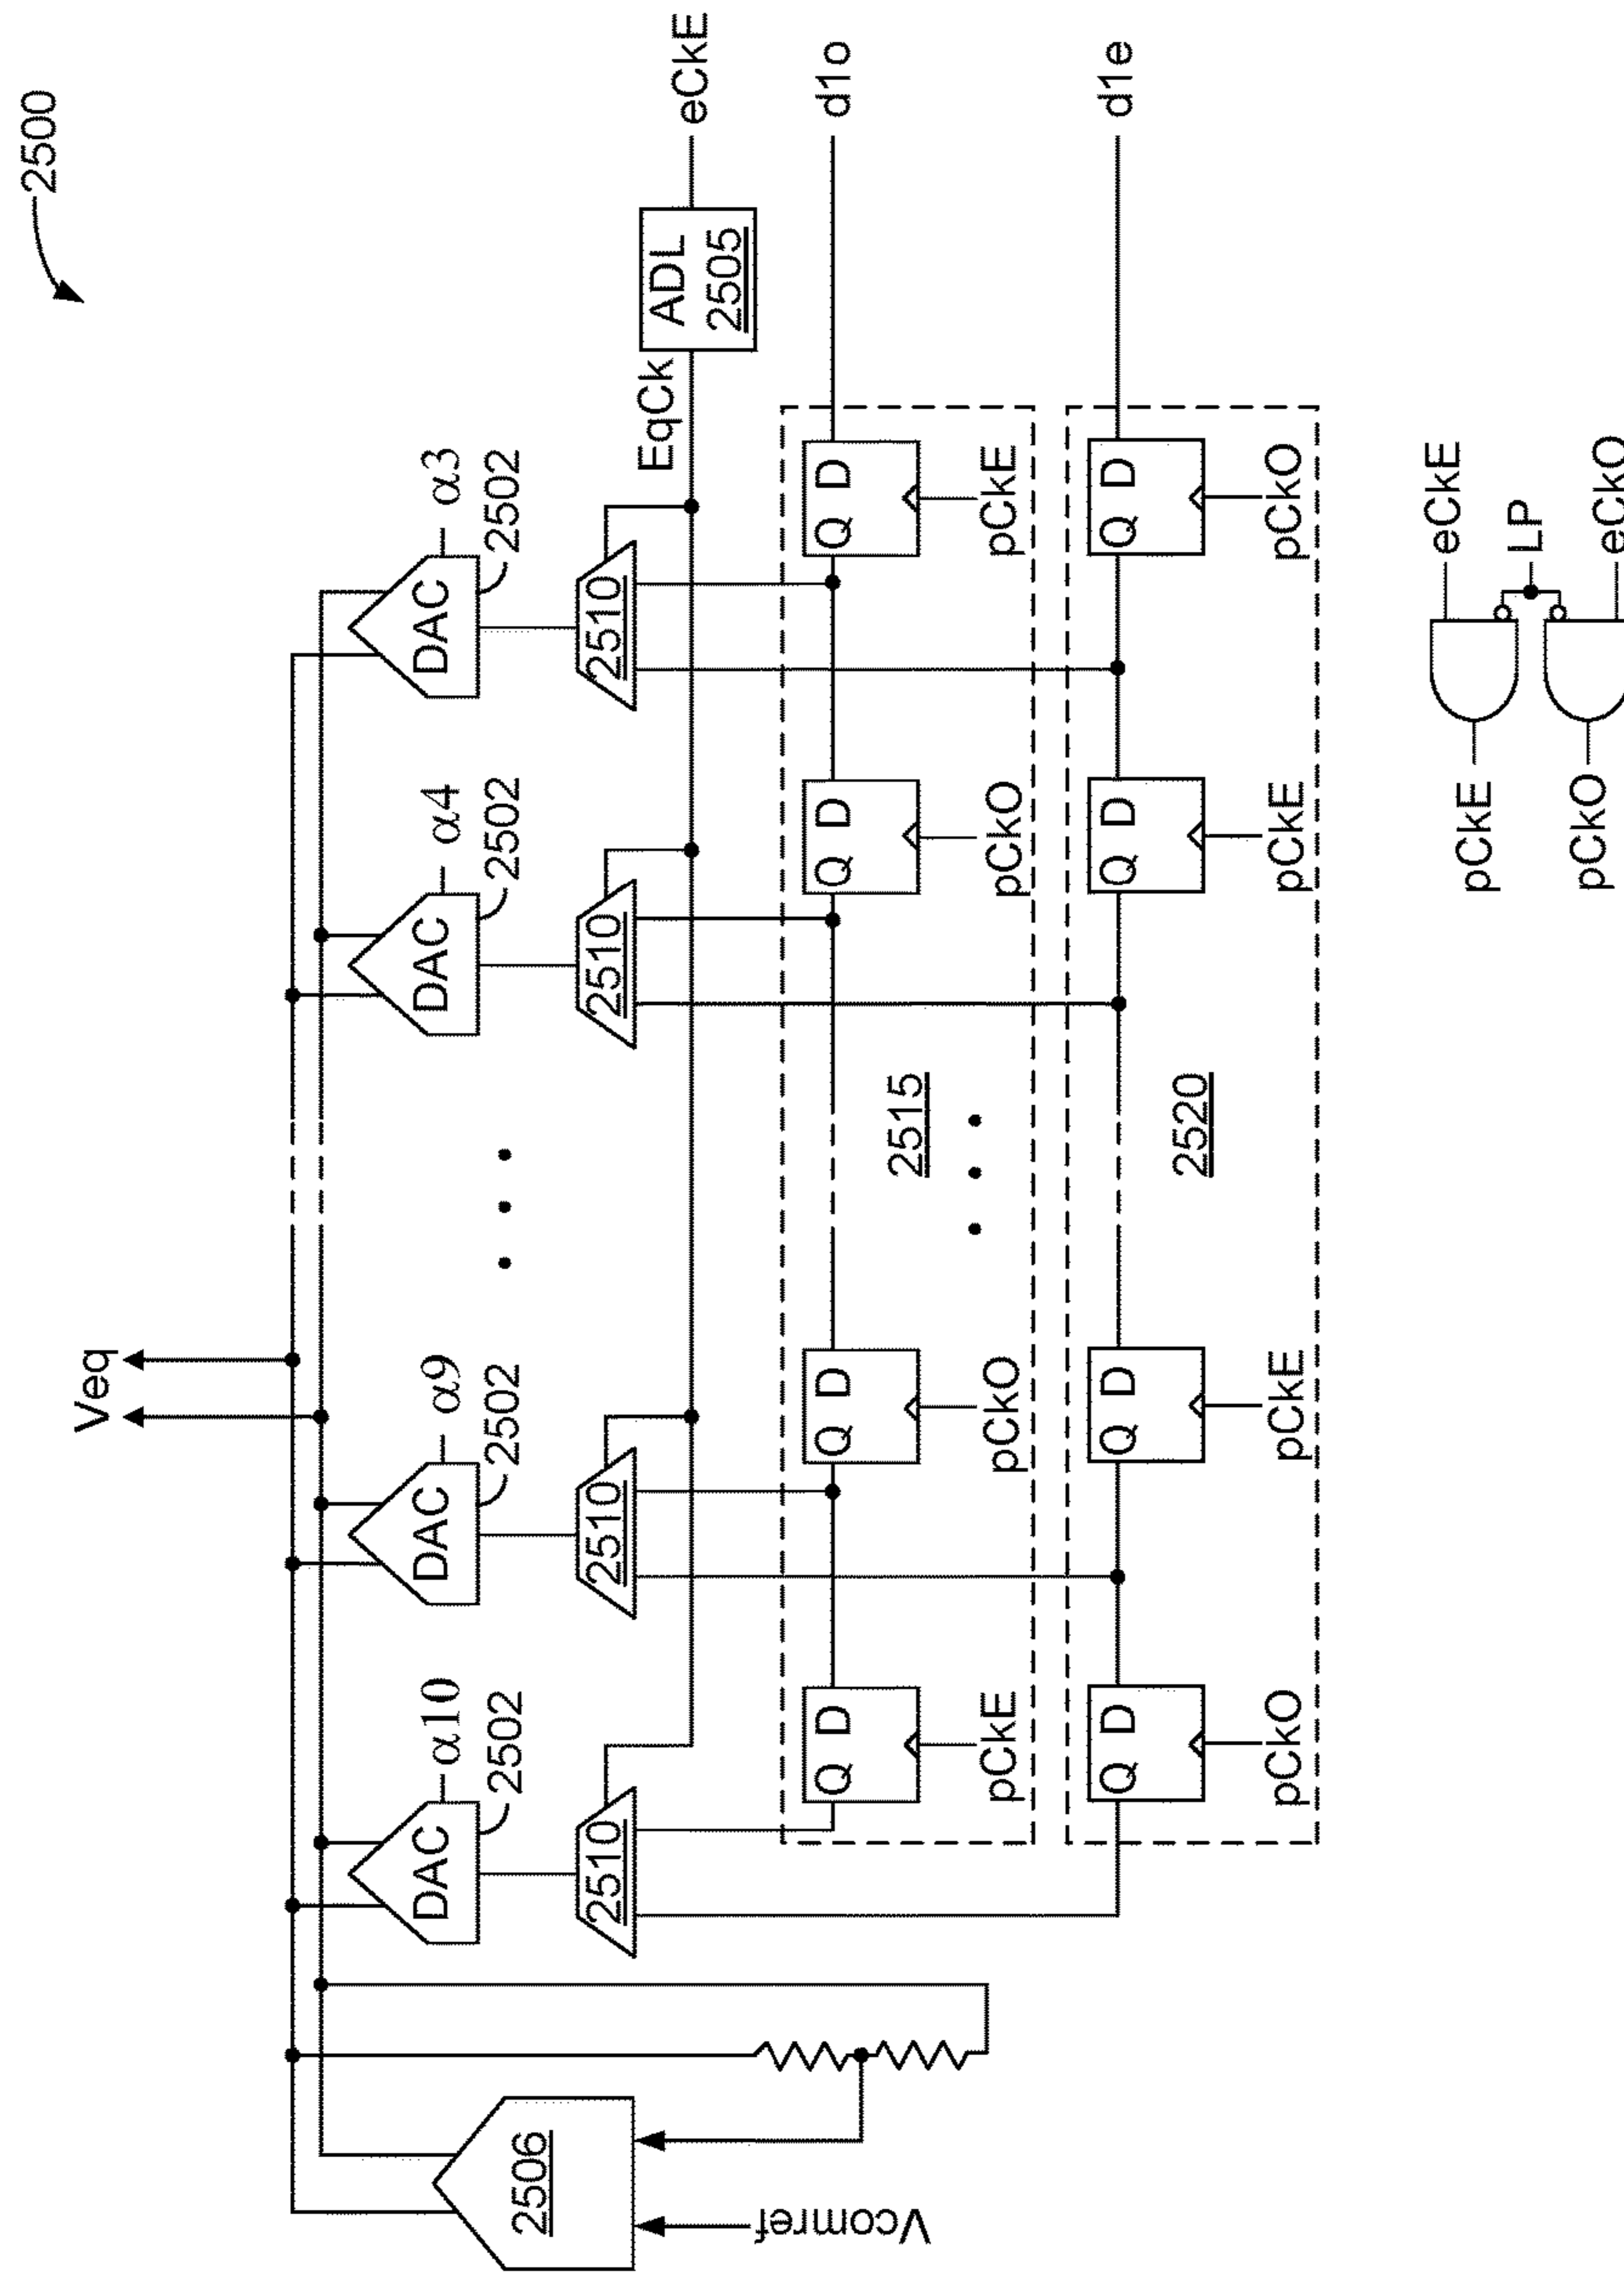 2500
Veq
DAC α10
DAC α9
DAC α4
DAC α3
2502
2502
2502
2502
2506
2510
2510
2510
2510
EqCk
ADL
2505
eCkE
Vcomref
Q D
Q D
Q D
Q D
d1o
2515
pCkE
pCkO
pCkO
pCkE
Q D
Q D
Q D
Q D
d1e
2520
pCkO
pCkE
pCkE
pCkO
pCkE
eCkE
LP
pCkO
eCkO